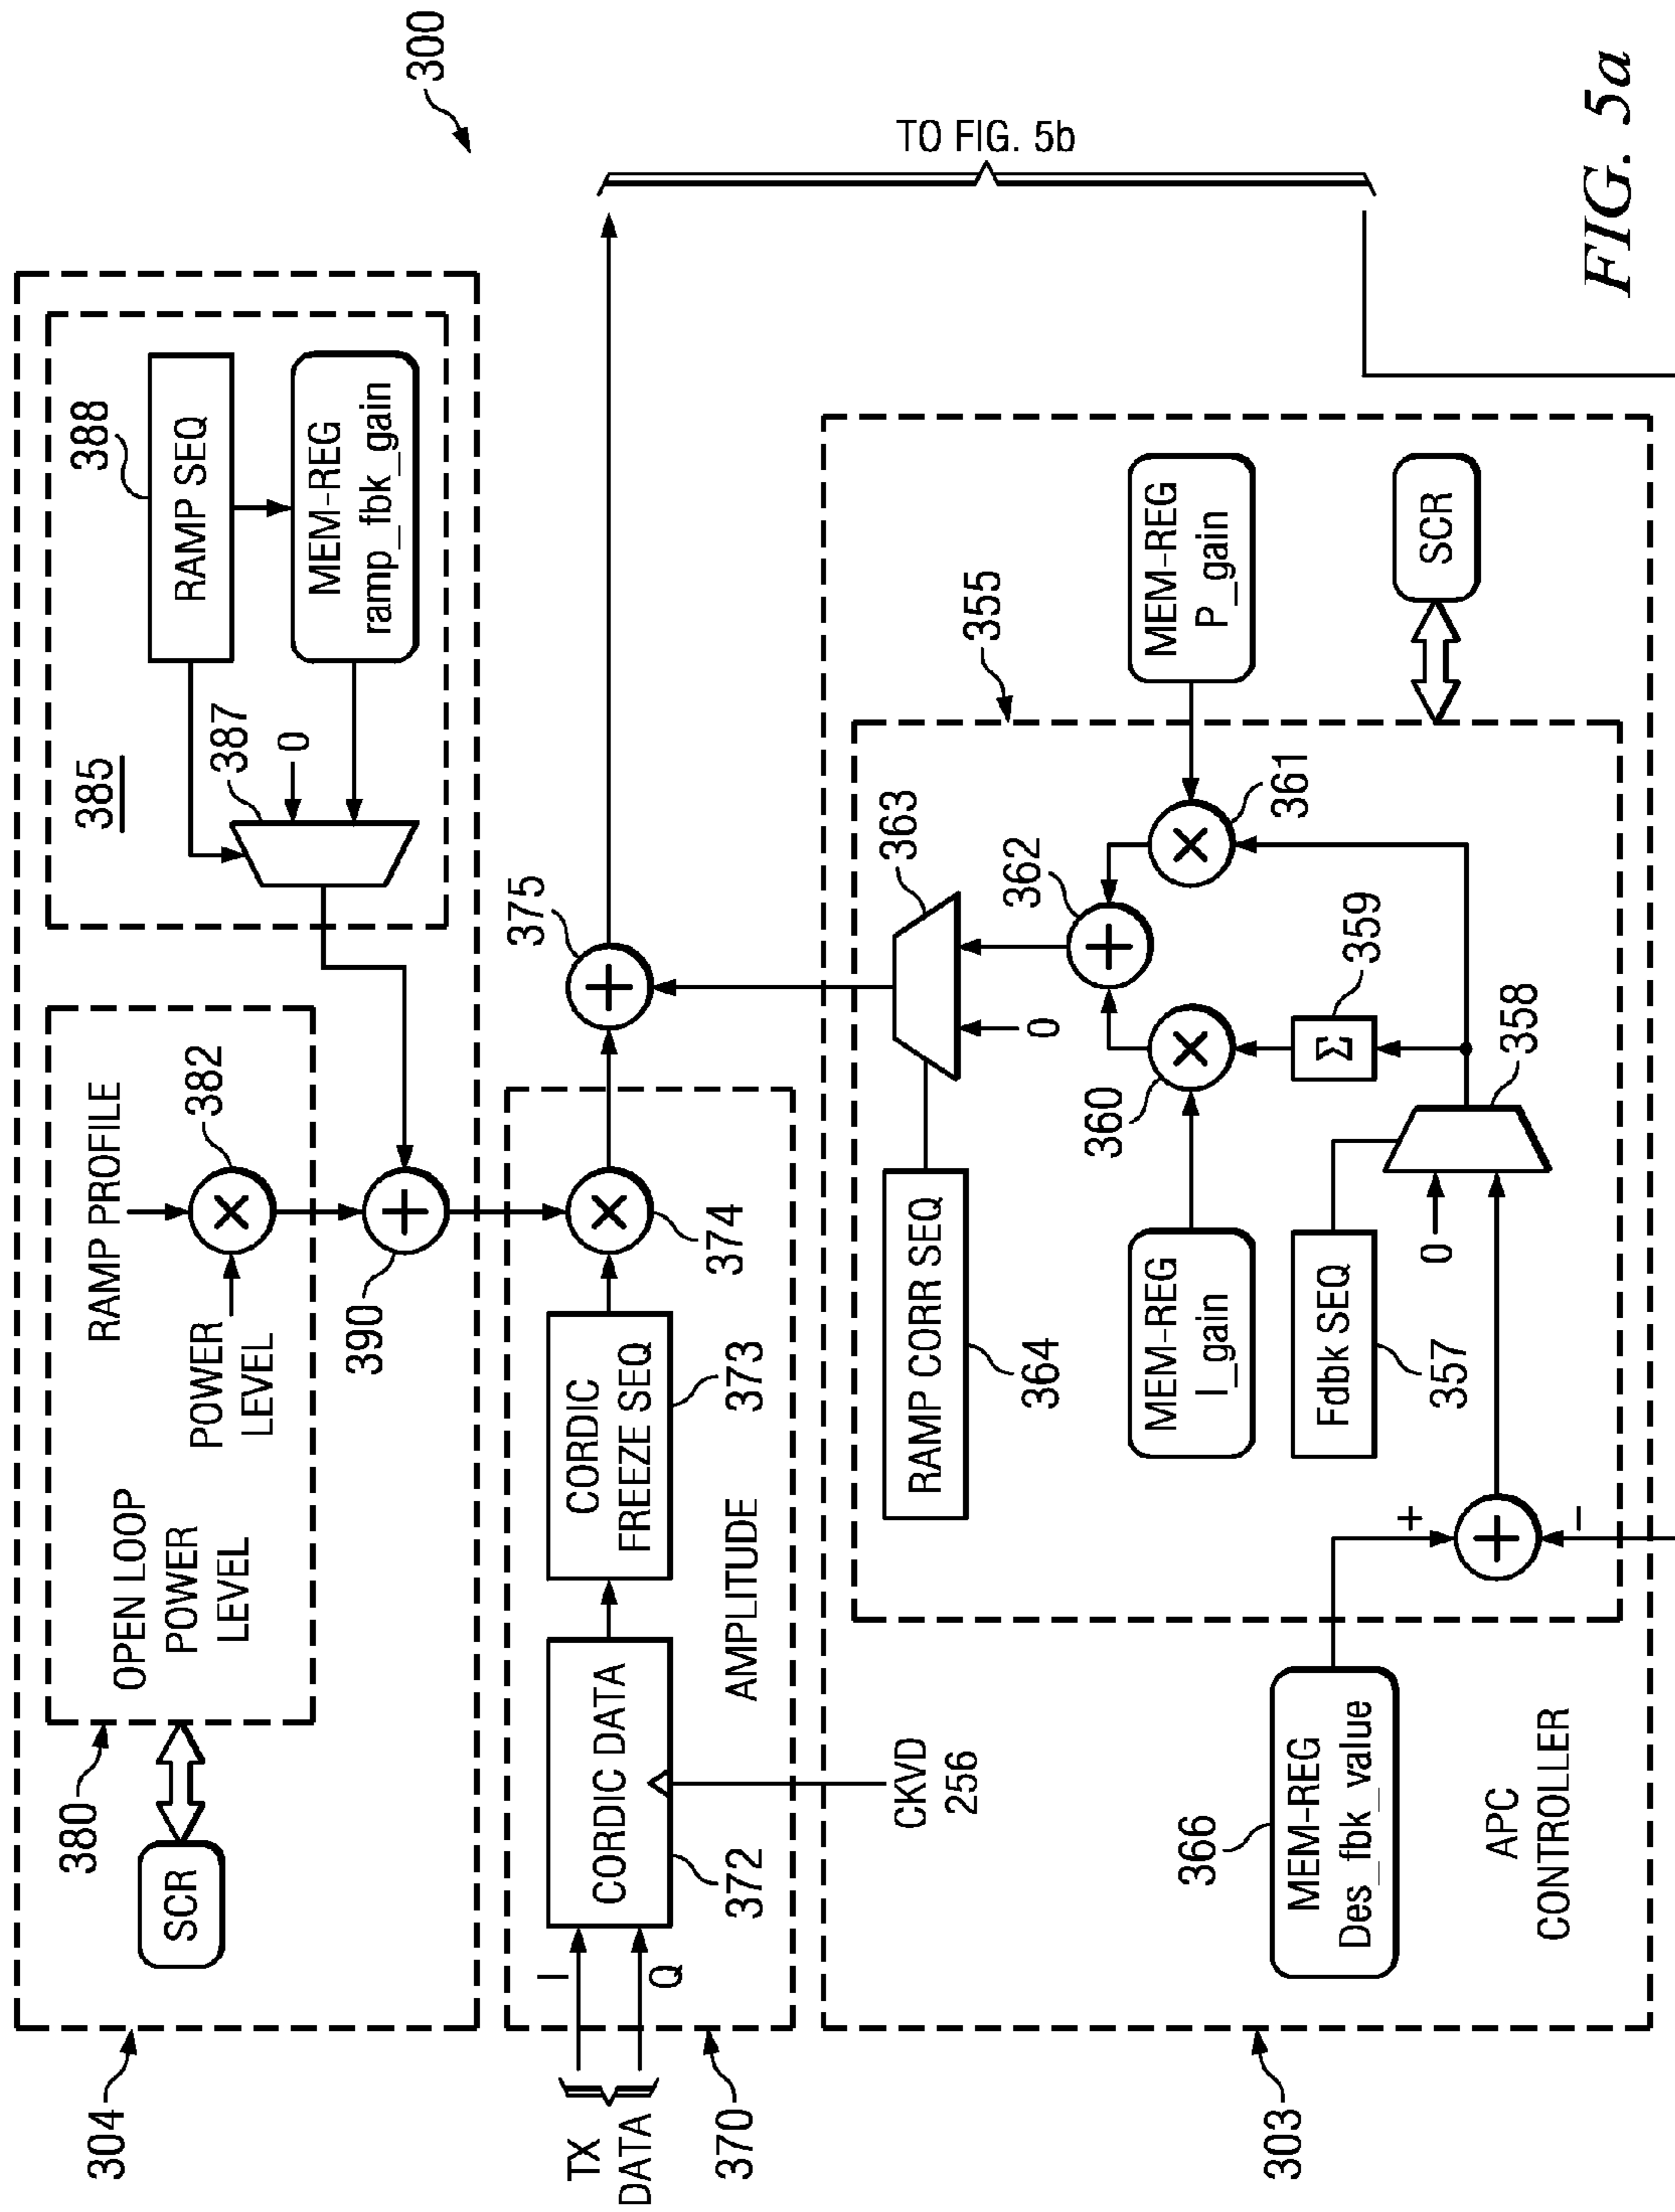 300
304
SCR
380
OPEN LOOP
POWER
LEVEL
RAMP PROFILE
POWER
LEVEL
×
382
+
390
385
387
0
388
RAMP SEQ
MEM-REG
ramp_fbk_gain
TX
DATA
I
Q
370
CORDIC DATA
372
CORDIC
FREEZE SEQ
373
AMPLITUDE
×
374
+
375
TO FIG. 5b
CKVD
256
303
APC
CONTROLLER
366
MEM-REG
Des_fbk_value
RAMP CORR SEQ
364
363
0
355
MEM-REG
I_gain
360
×
+
362
×
361
MEM-REG
P_gain
Σ
359
Fdbk SEQ
357
0
358
+
+
−
SCR
FIG. 5a